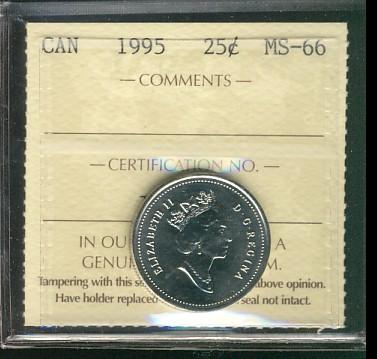 CAN 1995 25¢ MS-66
— COMMENTS —
— CERTIFICATION NO. —
ELIZABETH II D·G·REGINA
IN OU A
GENU M.
Tampering with this se above opinion.
Have holder replaced seal not intact.